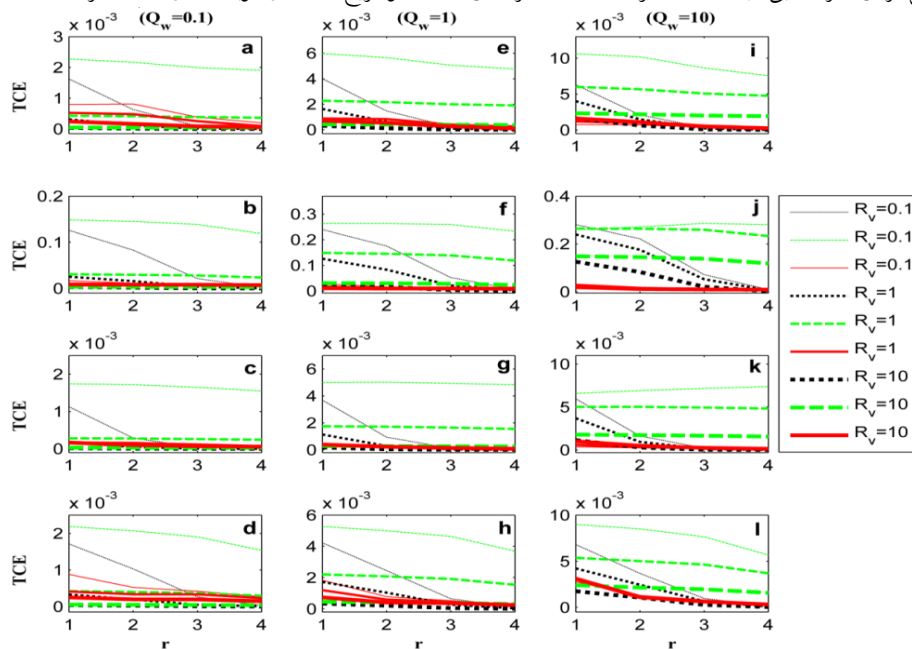 (Q_w=0.1) (Q_w=1) (Q_w=10)
× 10⁻³ × 10⁻³ × 10⁻³
a e i
TCE
3 2 1 0
6 4 2 0
10 5 0
1 2 3 4 1 2 3 4 1 2 3 4
b f j
TCE
0.2 0.1 0
0.3 0.2 0.1 0
0.4 0.2 0
1 2 3 4 1 2 3 4 1 2 3 4
× 10⁻³ × 10⁻³ × 10⁻³
c g k
TCE
2 1 0
6 4 2 0
10 5 0
1 2 3 4 1 2 3 4 1 2 3 4
× 10⁻³ × 10⁻³ × 10⁻³
d h l
TCE
2 1 0
6 4 2 0
10 5 0
1 2 3 4 1 2 3 4 1 2 3 4
r r r
R_v=0.1
R_v=0.1
R_v=0.1
R_v=1
R_v=1
R_v=1
R_v=10
R_v=10
R_v=10